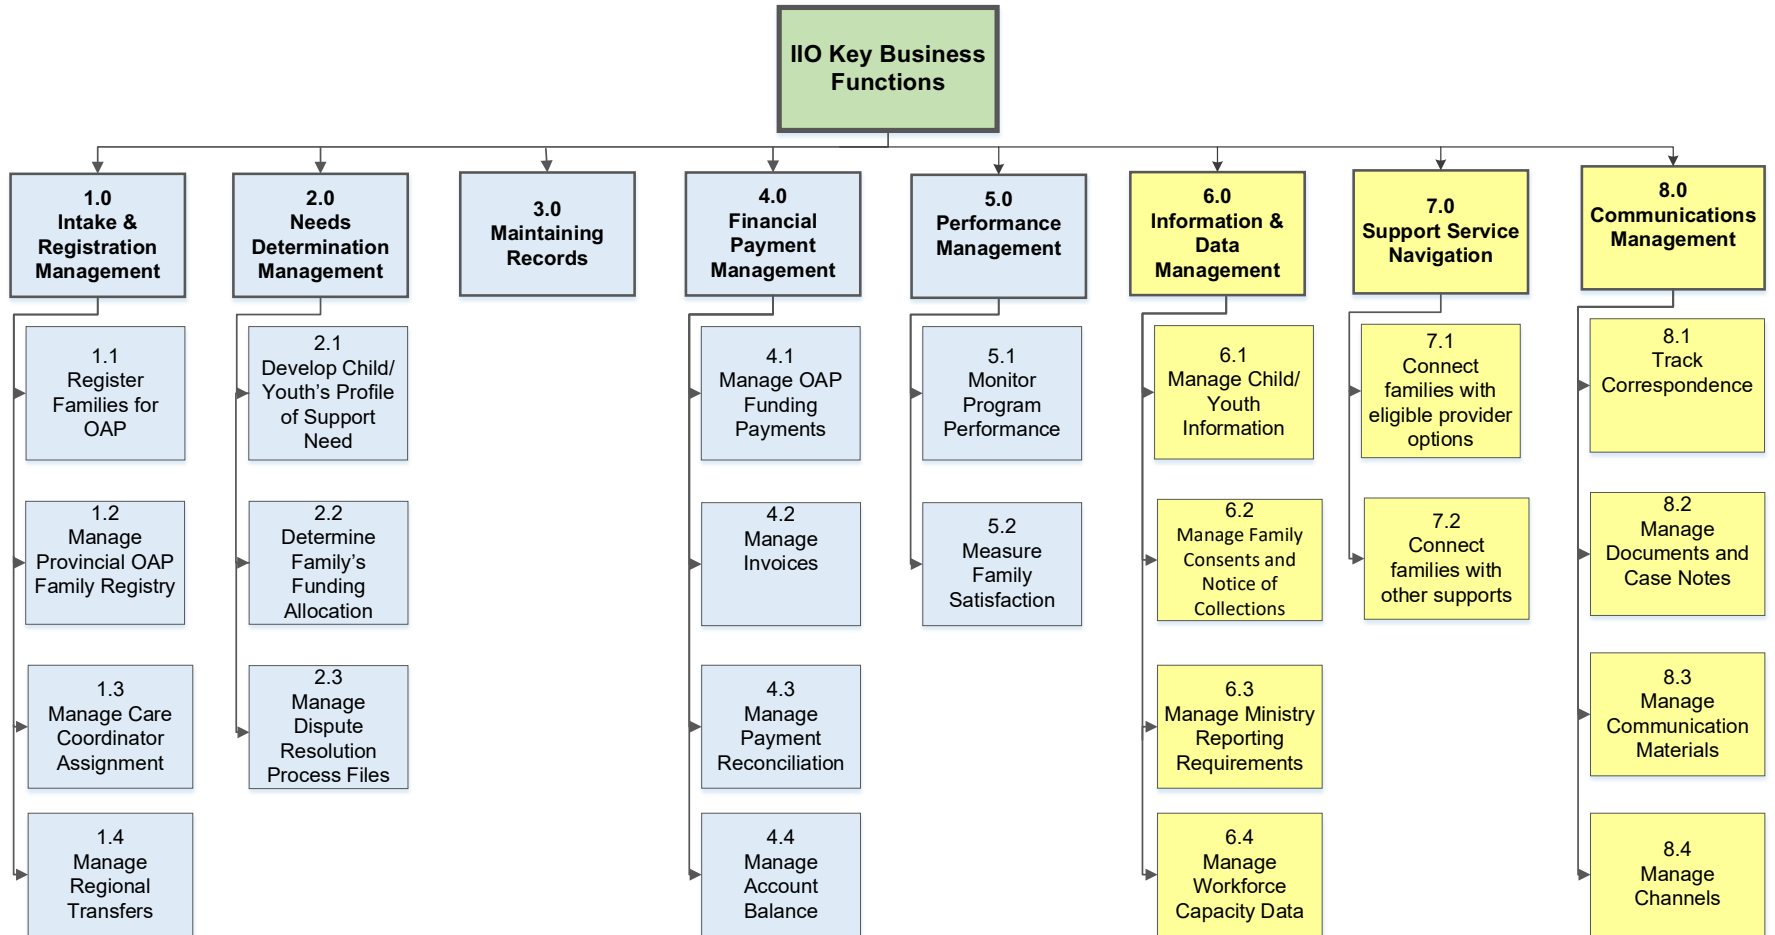 IIO Key Business
Functions
1.0
Intake &
Registration
Management
2.0
Needs
Determination
Management
3.0
Maintaining
Records
4.0
Financial
Payment
Management
5.0
Performance
Management
6.0
Information &
Data
Management
7.0
Support Service
Navigation
8.0
Communications
Management
1.1
Register
Families for
OAP
1.2
Manage
Provincial OAP
Family Registry
1.3
Manage Care
Coordinator
Assignment
1.4
Manage
Regional
Transfers
2.1
Develop Child/
Youth’s Profile
of Support
Need
2.2
Determine
Family’s
Funding
Allocation
2.3
Manage
Dispute
Resolution
Process Files
4.1
Manage OAP
Funding
Payments
4.2
Manage
Invoices
4.3
Manage
Payment
Reconciliation
4.4
Manage
Account
Balance
5.1
Monitor
Program
Performance
5.2
Measure
Family
Satisfaction
6.1
Manage Child/
Youth
Information
6.2
Manage Family
Consents and
Notice of
Collections
6.3
Manage Ministry
Reporting
Requirements
6.4
Manage
Workforce
Capacity Data
7.1
Connect
families with
eligible provider
options
7.2
Connect
families with
other supports
8.1
Track
Correspondence
8.2
Manage
Documents and
Case Notes
8.3
Manage
Communication
Materials
8.4
Manage
Channels